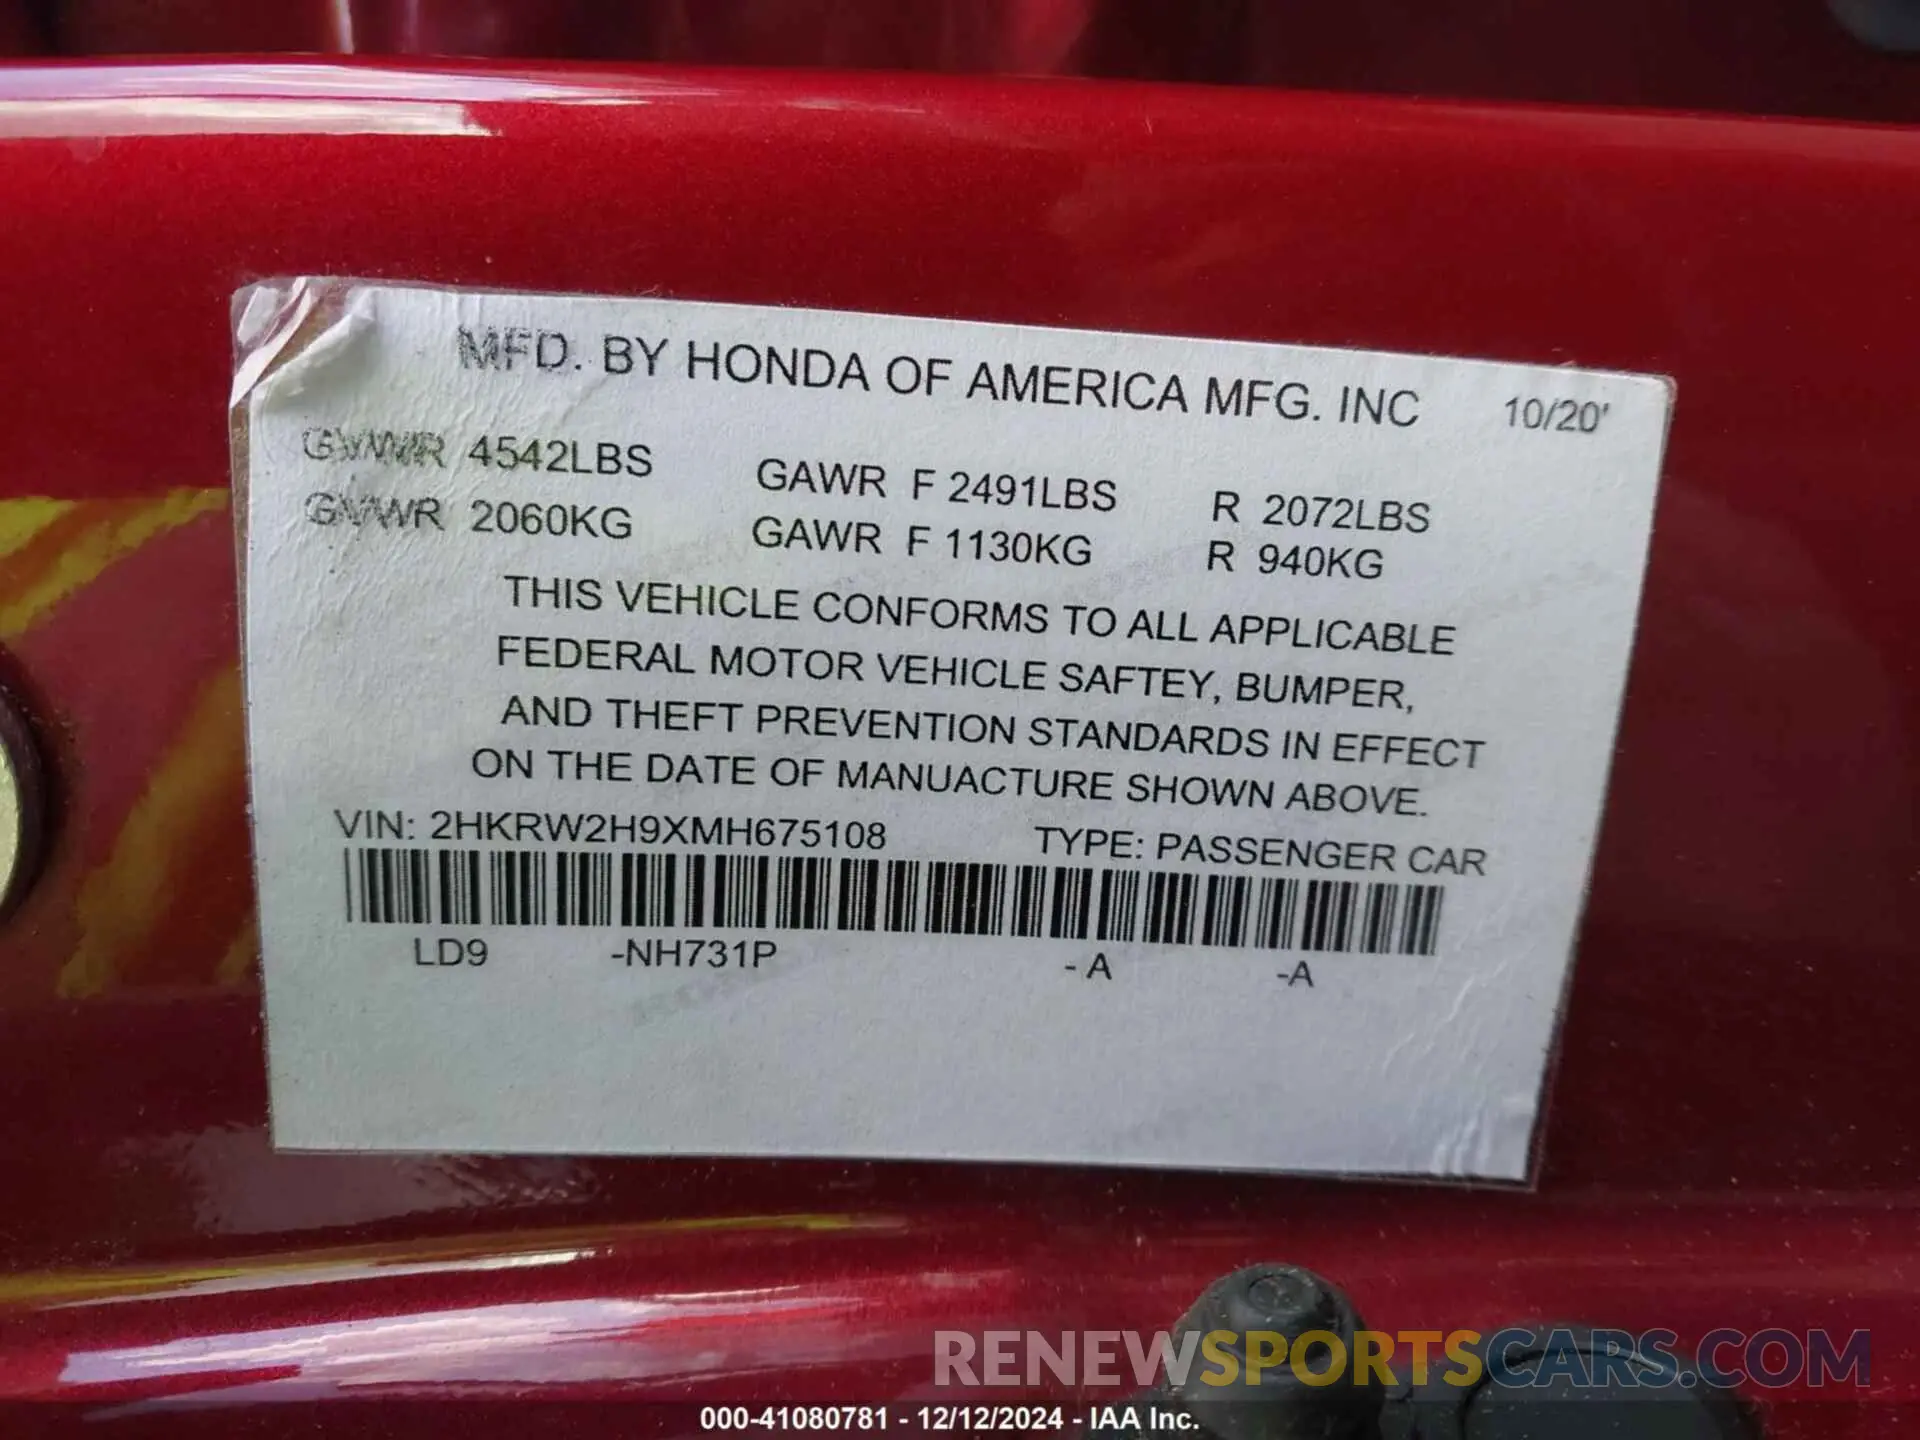 MFD. BY HONDA OF AMERICA MFG. INC 10/20'
GVWR 4542LBS GAWR F 2491LBS R 2072LBS
GVWR 2060KG GAWR F 1130KG R 940KG
THIS VEHICLE CONFORMS TO ALL APPLICABLE
FEDERAL MOTOR VEHICLE SAFTEY, BUMPER,
AND THEFT PREVENTION STANDARDS IN EFFECT
ON THE DATE OF MANUACTURE SHOWN ABOVE.
VIN: 2HKRW2H9XMH675108 TYPE: PASSENGER CAR
LD9 -NH731P - A -A
RENEWSPORTSCARS.COM
000-41080781 - 12/12/2024 - IAA Inc.